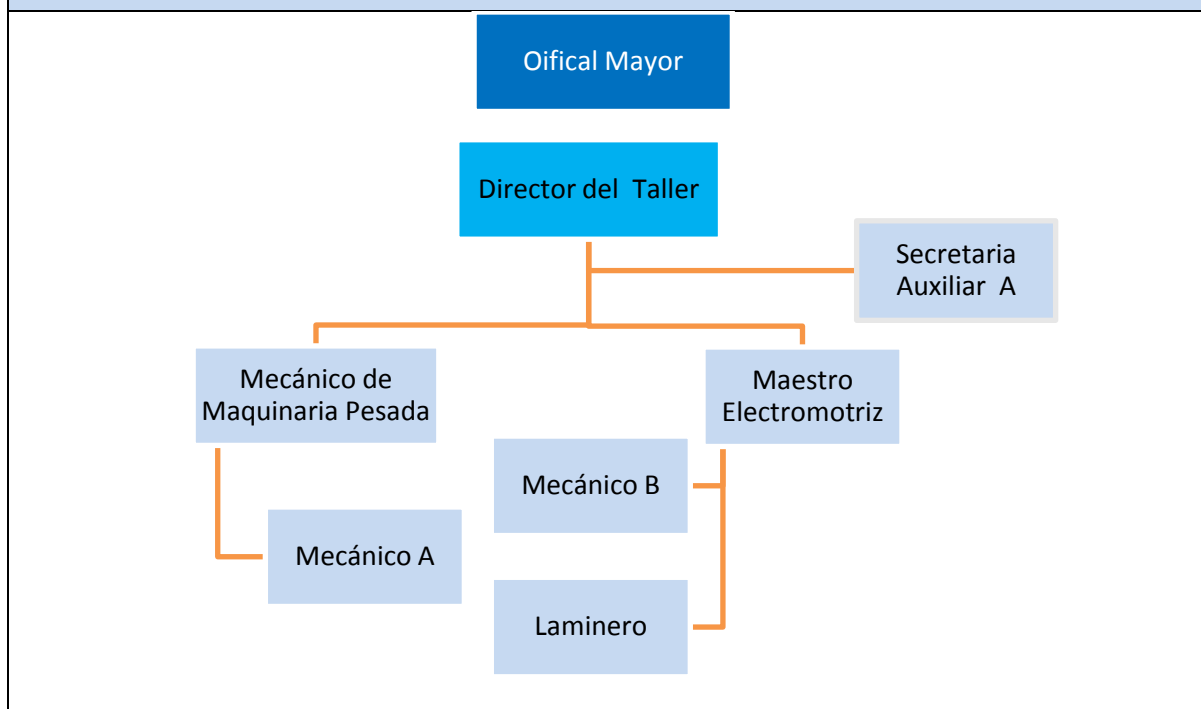 Oifical Mayor
Director del Taller
Secretaria
Auxiliar A
Mecánico de
Maquinaria Pesada
Maestro
Electromotriz
Mecánico B
Mecánico A
Laminero